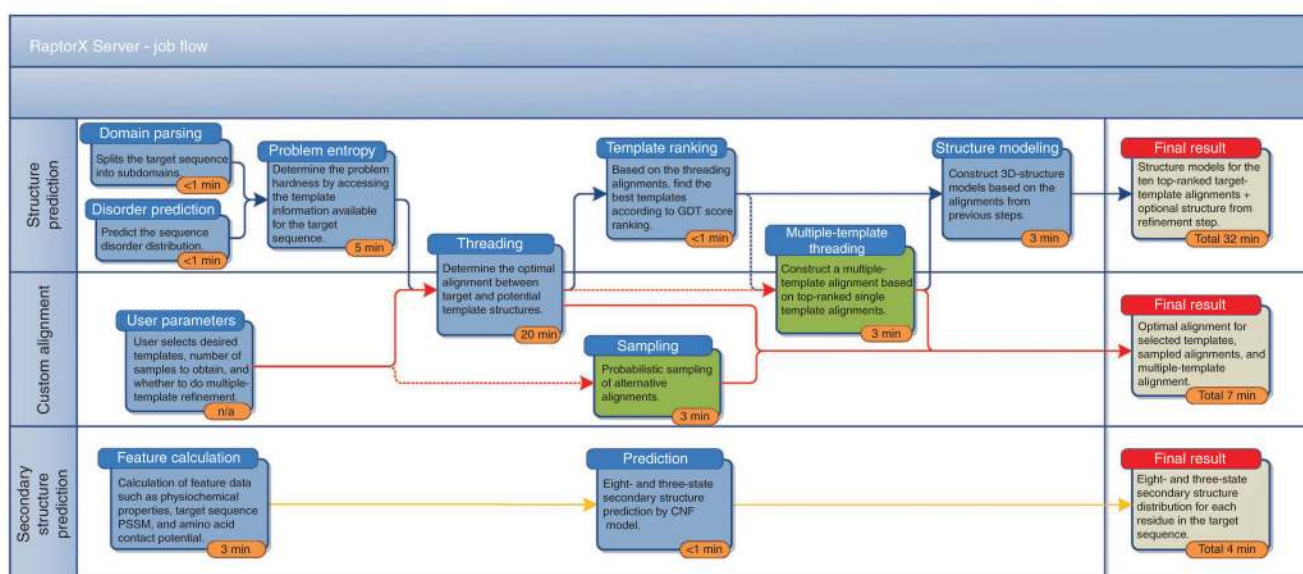 RaptorX Server - job flow
Structure
prediction
Domain parsing
Splits the target sequence
into subdomains.
<1 min
Disorder prediction
Predict the sequence
disorder distribution.
<1 min
Problem entropy
Determine the problem
hardness by accessing
the template
information available
for the target
sequence.
5 min
Threading
Determine the optimal
alignment between
target and potential
template structures.
20 min
Template ranking
Based on the threading
alignments, find the
best templates
according to GDT score
ranking.
<1 min
Multiple-template
threading
Construct a multiple-
template alignment based
on top-ranked single
template alignments.
3 min
Structure modeling
Construct 3D-structure
models based on the
alignments from
previous steps.
3 min
Final result
Structure models for the
ten top-ranked target-
template alignments +
optional structure from
refinement step.
Total 32 min
Custom alignment
User parameters
User selects desired
templates, number of
samples to obtain, and
whether to do multiple-
template refinement.
n/a
Sampling
Probabilistic sampling
of alternative
alignments.
3 min
Final result
Optimal alignment for
selected templates,
sampled alignments, and
multiple-template
alignment.
Total 7 min
Secondary
structure
prediction
Feature calculation
Calculation of feature data
such as physiochemical
properties, target sequence
PSSM, and amino acid
contact potential.
3 min
Prediction
Eight- and three-state
secondary structure
prediction by CNF
model.
<1 min
Final result
Eight- and three-state
secondary structure
distribution for each
residue in the target
sequence.
Total 4 min